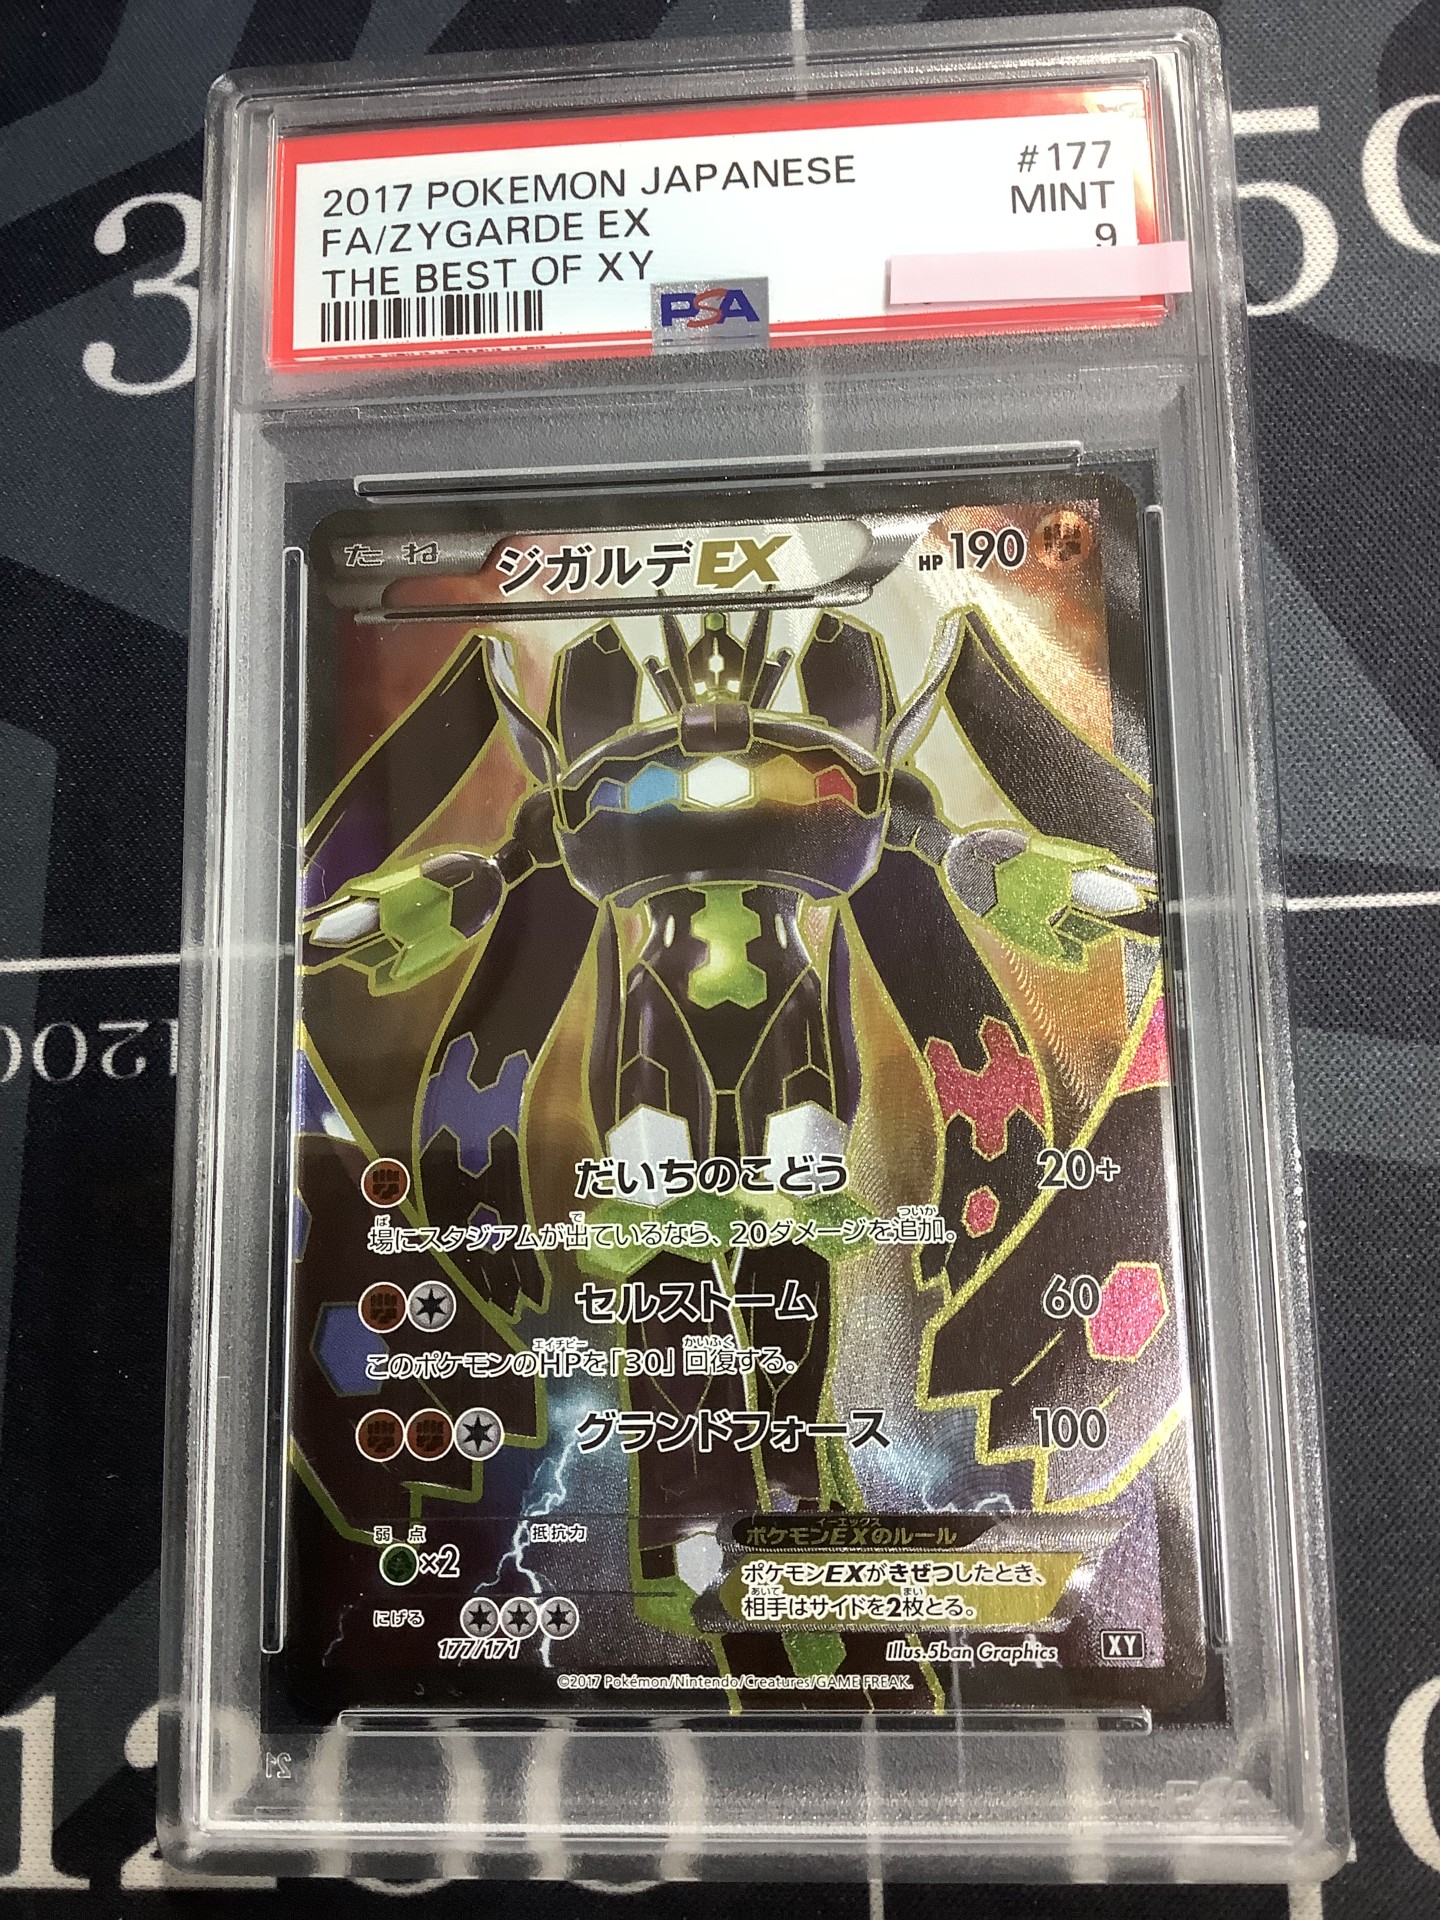 2017 POKEMON JAPANESE #177
FA/ZYGARDE EX MINT
THE BEST OF XY 9
PSA
たね ジガルデEX HP190
だいちのこどう 20+
場にスタジアムが出ているなら、20ダメージを追加。
セルストーム 60
このポケモンのHPを「30」回復する。
グランドフォース 100
弱点 ×2 抵抗力
にげる
177/171
ポケモンEXのルール
ポケモンEXがきぜつしたとき、
相手はサイドを2枚とる。
Illus.5ban Graphics XY
©2017 Pokémon/Nintendo/Creatures/GAME FREAK.
3
50
1200
1200